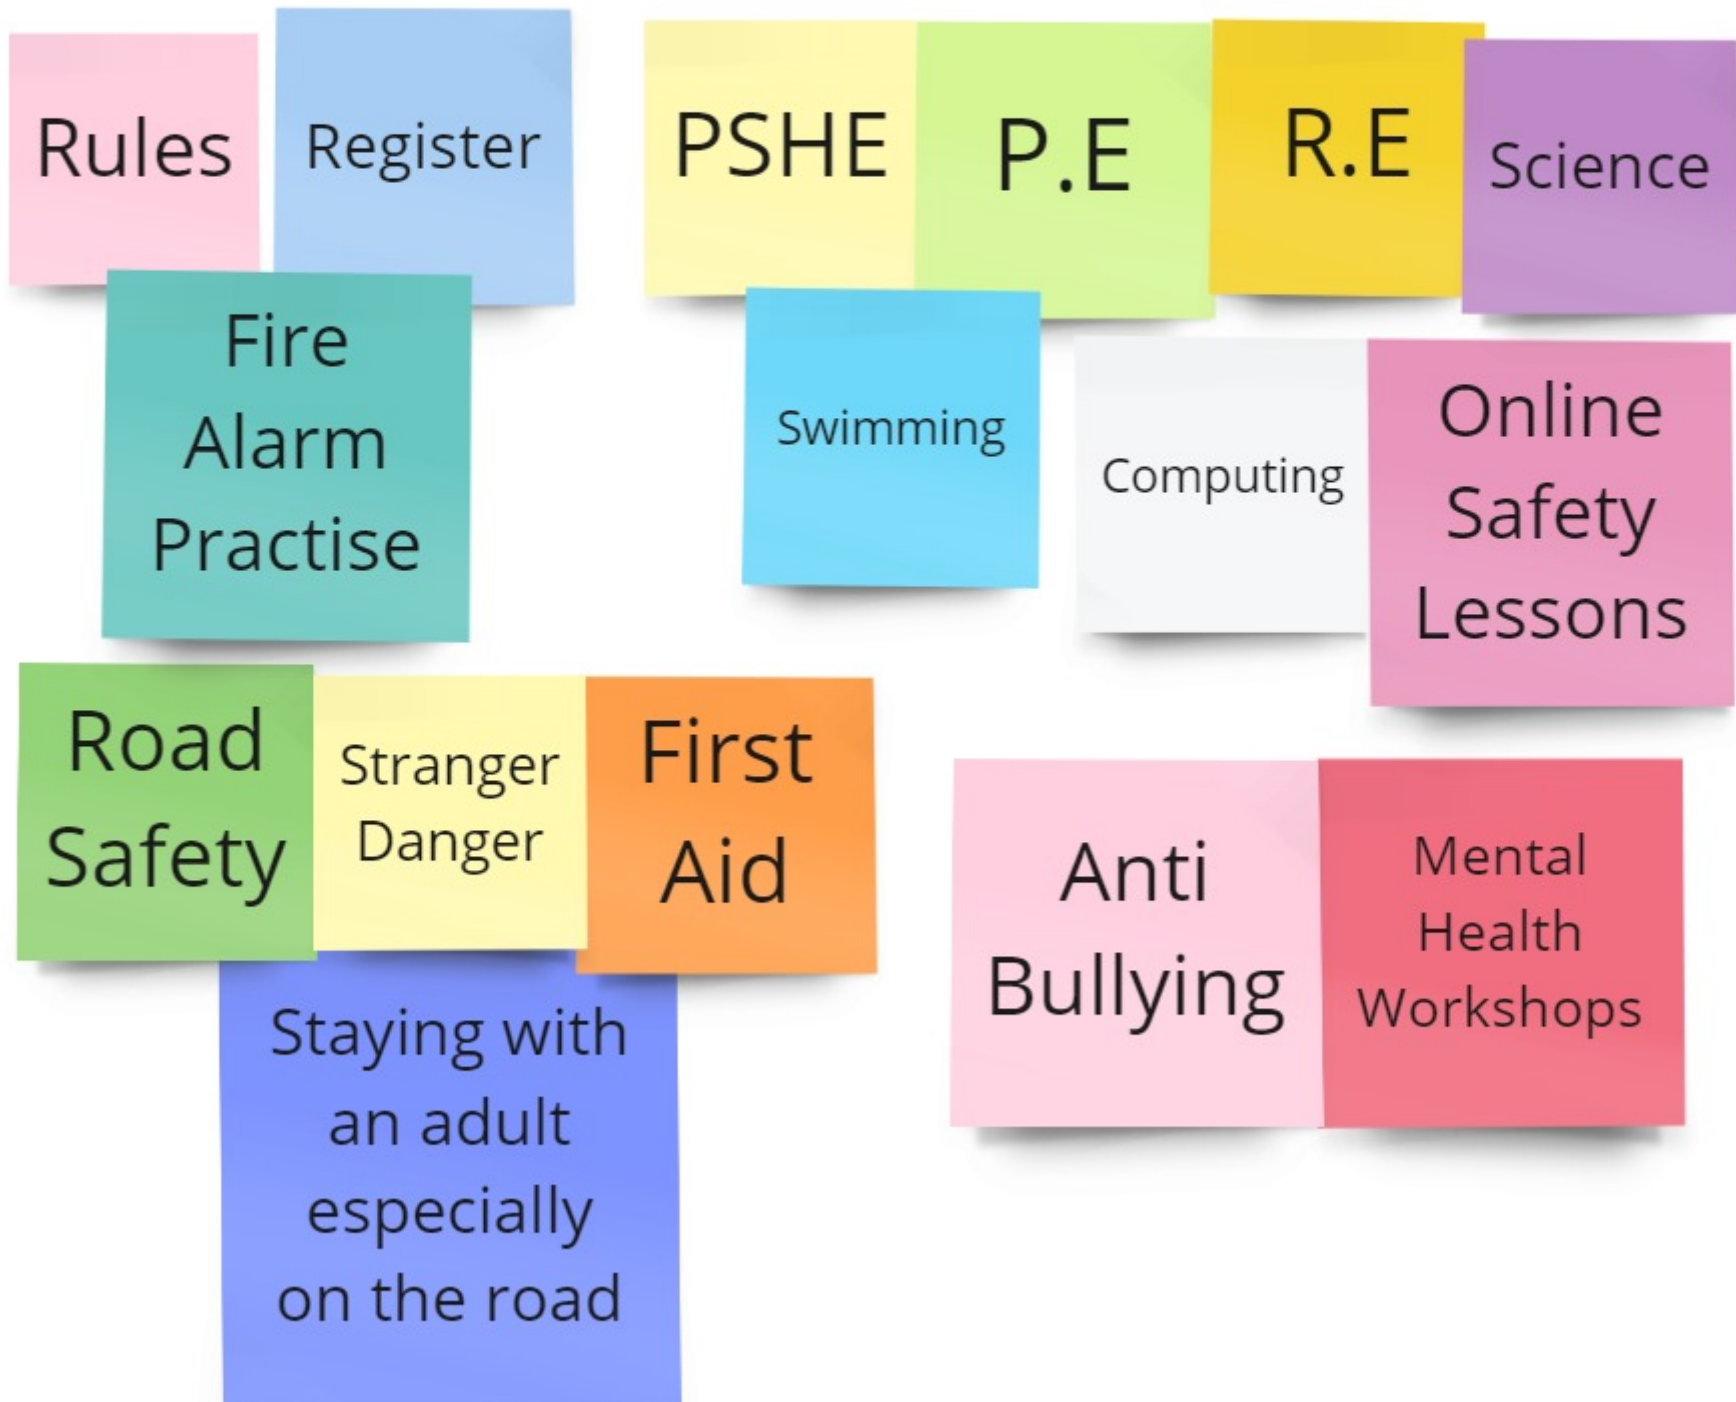 Rules
Register
PSHE
P.E
R.E
Science
Fire
Alarm
Practise
Swimming
Computing
Online
Safety
Lessons
Road
Safety
Stranger
Danger
First
Aid
Staying with
an adult
especially
on the road
Anti
Bullying
Mental
Health
Workshops